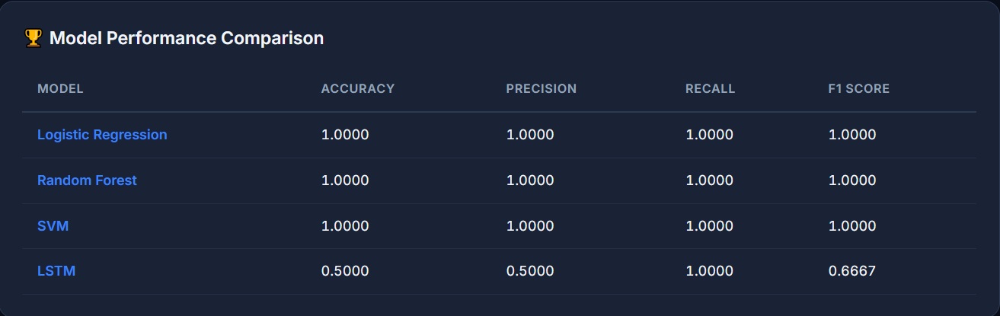 🏆 Model Performance Comparison
MODEL ACCURACY PRECISION RECALL F1 SCORE
Logistic Regression 1.0000 1.0000 1.0000 1.0000
Random Forest 1.0000 1.0000 1.0000 1.0000
SVM 1.0000 1.0000 1.0000 1.0000
LSTM 0.5000 0.5000 1.0000 0.6667